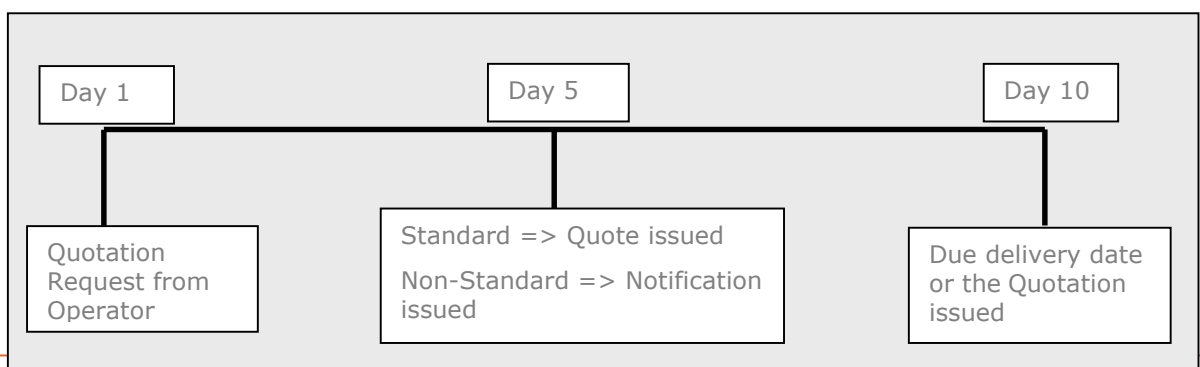 Day 1
Day 5
Day 10
Quotation
Request from
Operator
Standard => Quote issued
Non-Standard => Notification
issued
Due delivery date
or the Quotation
issued